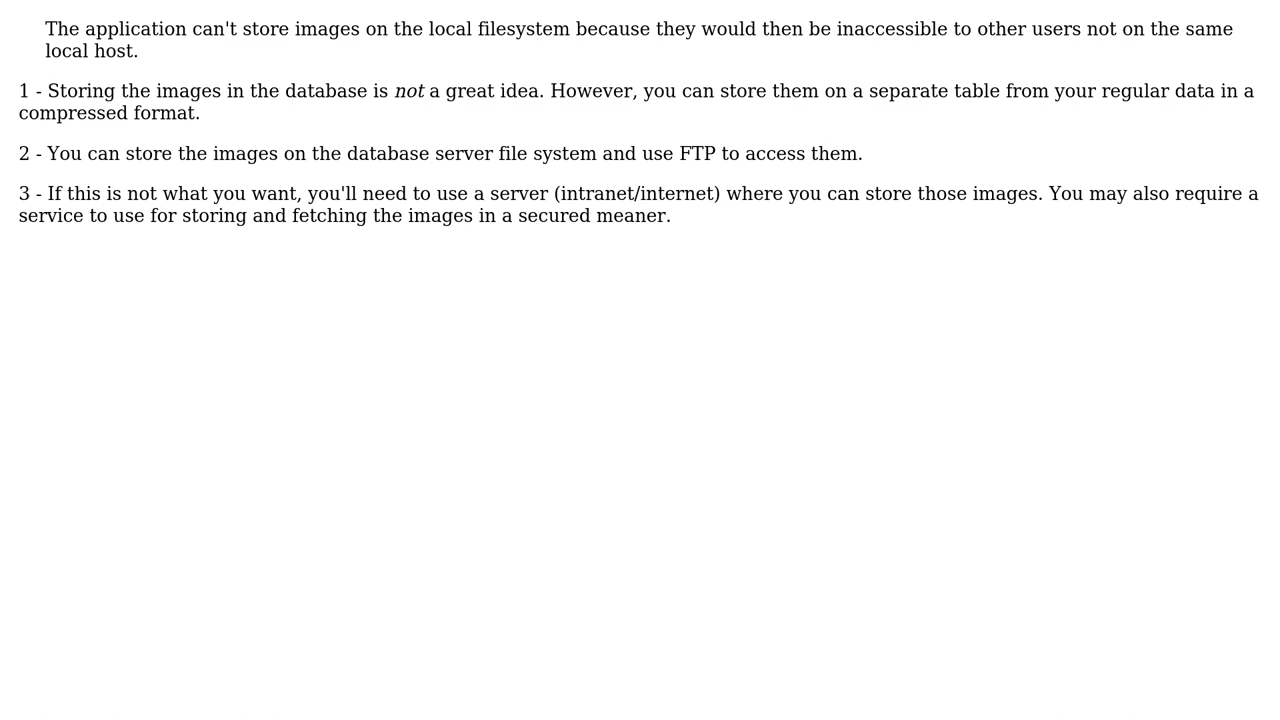 The application can't store images on the local filesystem because they would then be inaccessible to other users not on the same
local host.
1 - Storing the images in the database is not a great idea. However, you can store them on a separate table from your regular data in a
compressed format.
2 - You can store the images on the database server file system and use FTP to access them.
3 - If this is not what you want, you'll need to use a server (intranet/internet) where you can store those images. You may also require a
service to use for storing and fetching the images in a secured meaner.